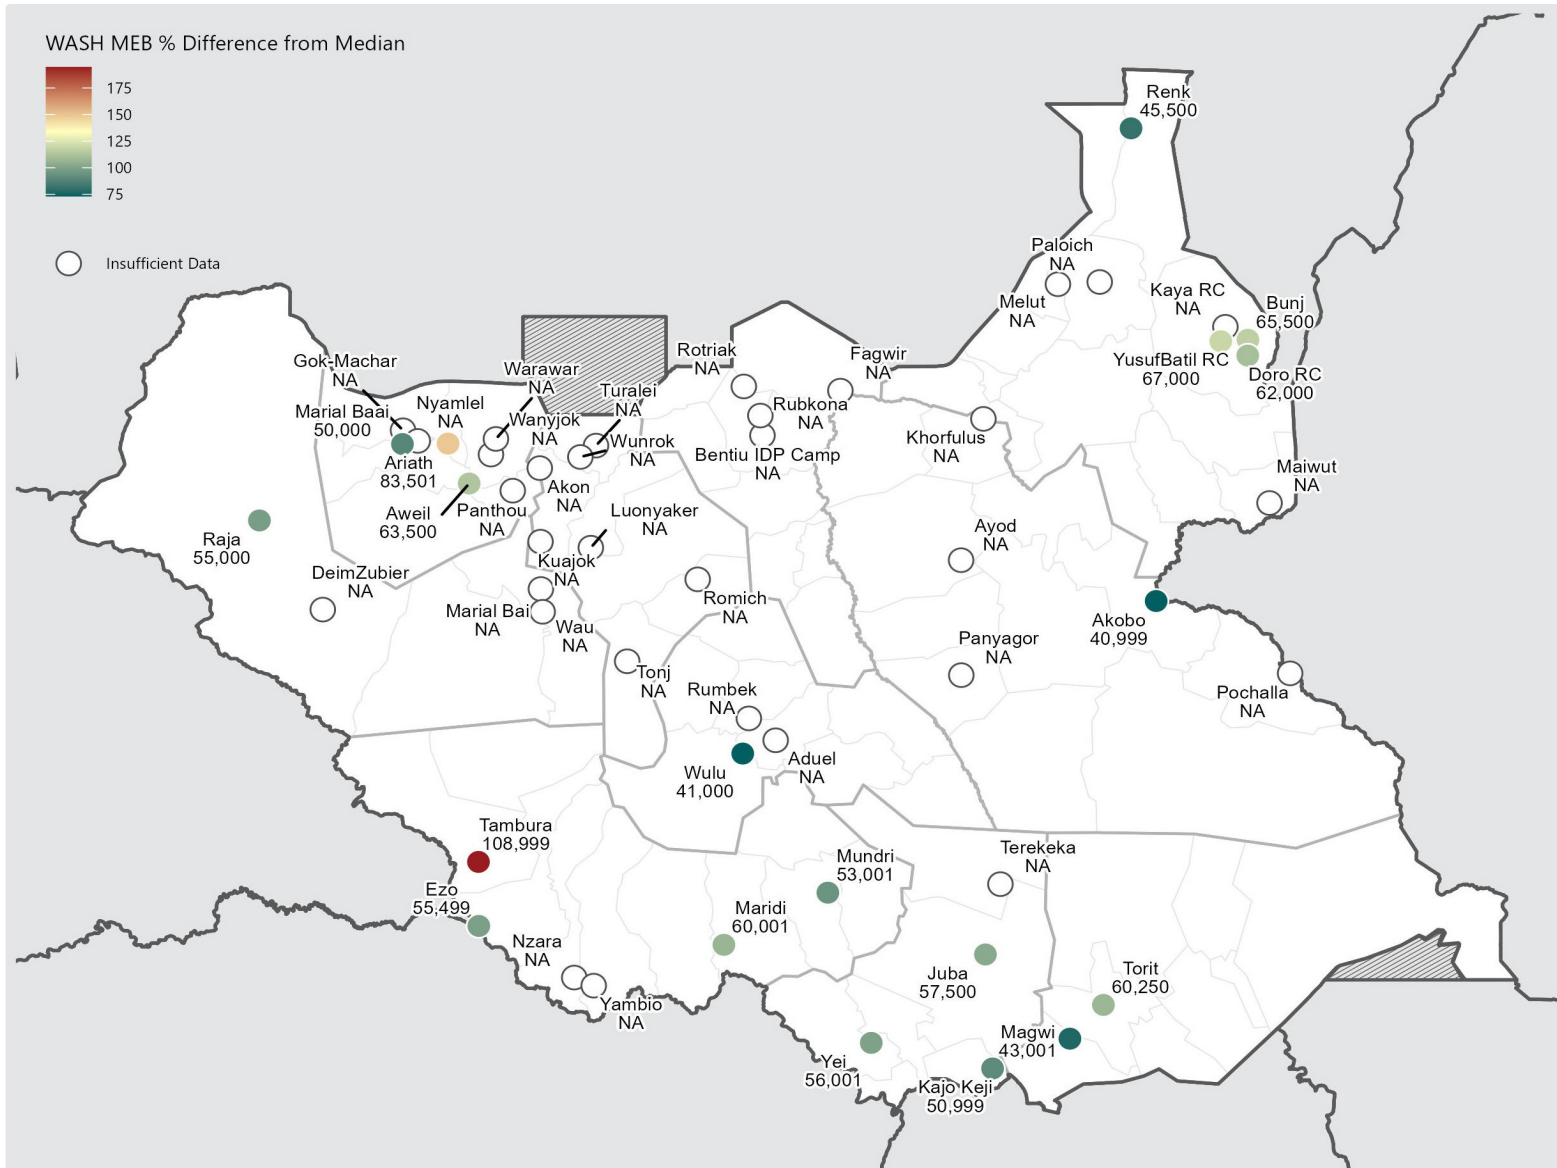 WASH MEB % Difference from Median
175
150
125
100
75
Insufficient Data
Renk
45,500
Paloich
NA
Melut
NA
Kaya RC
NA
Bunj
65,500
YusufBatil RC
67,000
Doro RC
62,000
Gok-Machar
NA
Marial Baai
50,000
Nyamlel
NA
Warawar
NA
Wanyjok
NA
Turalei
NA
Wunrok
NA
Rotriak
NA
Rubkona
NA
Bentiu IDP Camp
NA
Fagwir
NA
Khorfulus
NA
Maiwut
NA
Ariath
83,501
Aweil
63,500
Panthou
NA
Akon
NA
Luonyaker
NA
Raja
55,000
DeimZubier
NA
Kuajok
NA
Marial Bai
NA
Wau
NA
Romich
NA
Ayod
NA
Akobo
40,999
Panyagor
NA
Pochalla
NA
Tonj
NA
Rumbek
NA
Aduel
NA
Wulu
41,000
Tambura
108,999
Ezo
55,499
Nzara
NA
Yambio
NA
Maridi
60,001
Mundri
53,001
Terekeka
NA
Juba
57,500
Torit
60,250
Magwi
43,001
Yei
56,001
Kajo Keji
50,999